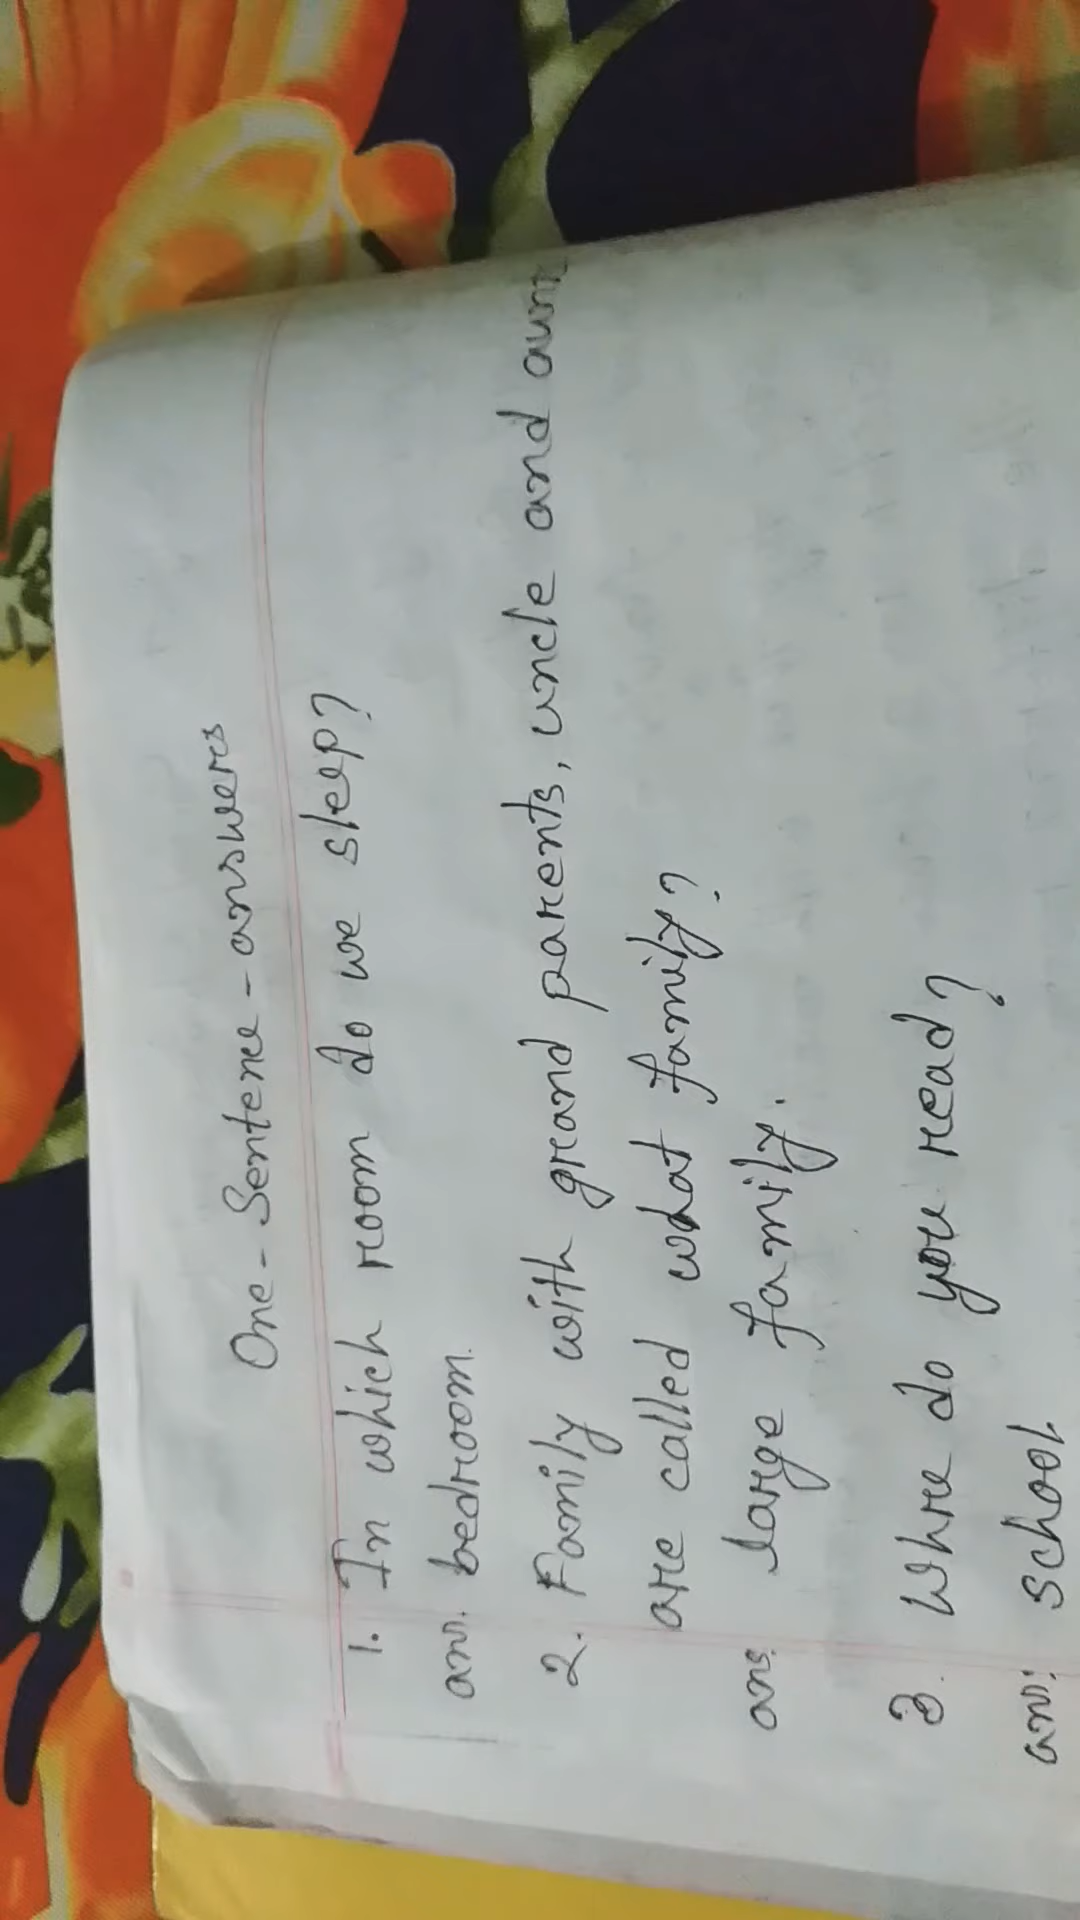 One-Sentence-answers
1. In which room do we sleep?
ans. bedroom.
2. Family with grand parents, uncle and aunt
are called what family?
ans. large family.
3. Whre do you read?
ans: school.